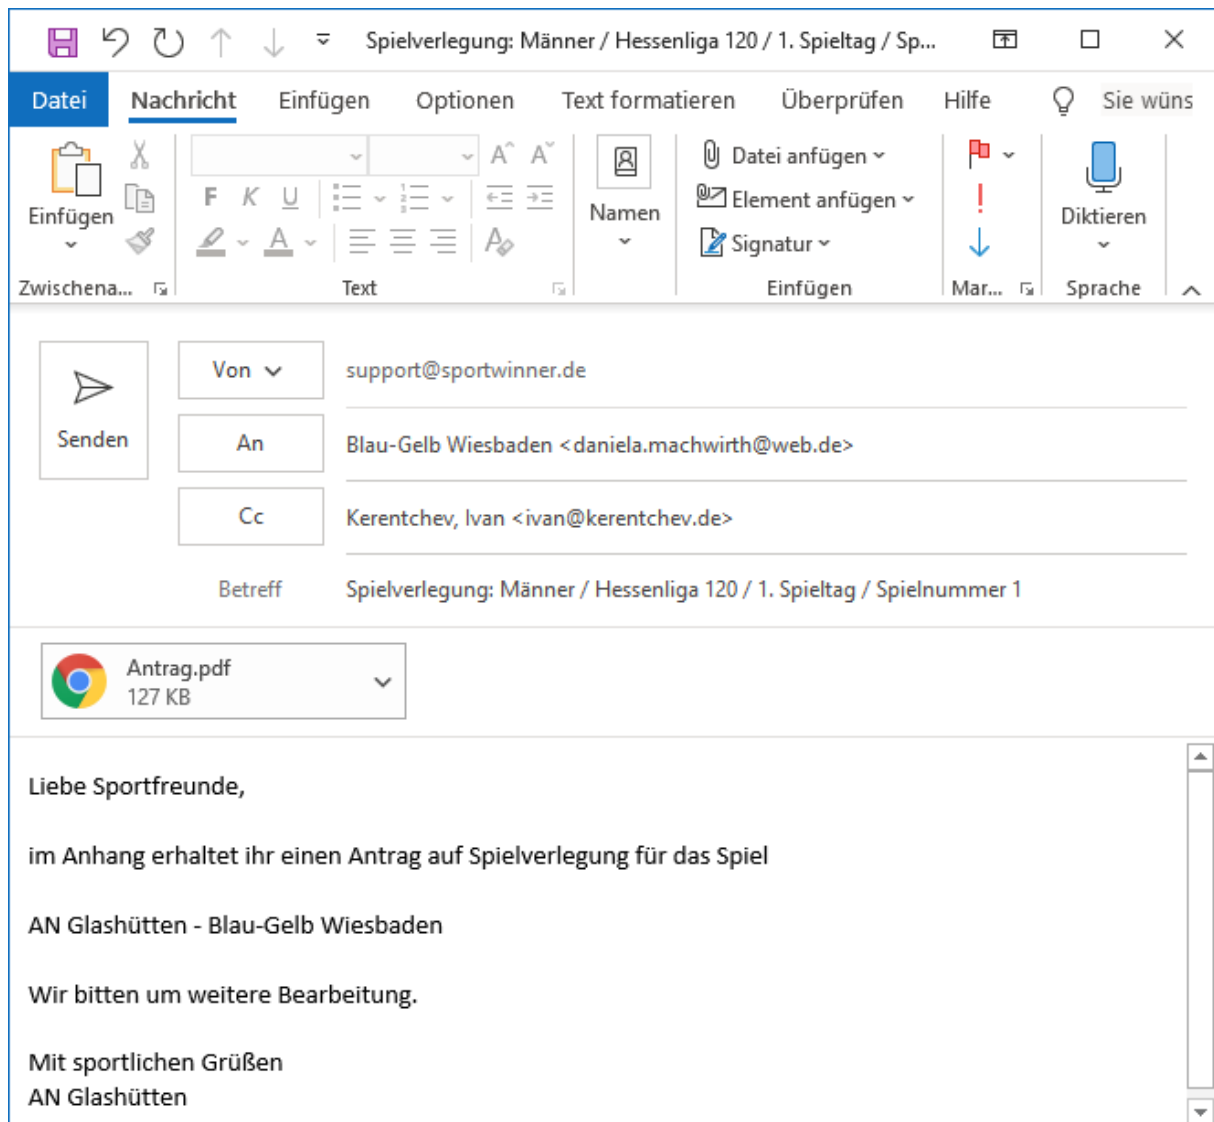 Spielverlegung: Männer / Hessenliga 120 / 1. Spieltag / Sp...
Datei Nachricht Einfügen Optionen Text formatieren Überprüfen Hilfe Sie wüns
Einfügen
Zwischena...
F K U
A A
A
A
Text
Namen
Datei anfügen
Element anfügen
Signatur
Einfügen
Mar...
Diktieren
Sprache
Senden
Von support@sportwinner.de
An Blau-Gelb Wiesbaden <daniela.machwirth@web.de>
Cc Kerentchev, Ivan <ivan@kerentchev.de>
Betreff Spielverlegung: Männer / Hessenliga 120 / 1. Spieltag / Spielnummer 1
Antrag.pdf
127 KB
Liebe Sportfreunde,
im Anhang erhaltet ihr einen Antrag auf Spielverlegung für das Spiel
AN Glashütten - Blau-Gelb Wiesbaden
Wir bitten um weitere Bearbeitung.
Mit sportlichen Grüßen
AN Glashütten